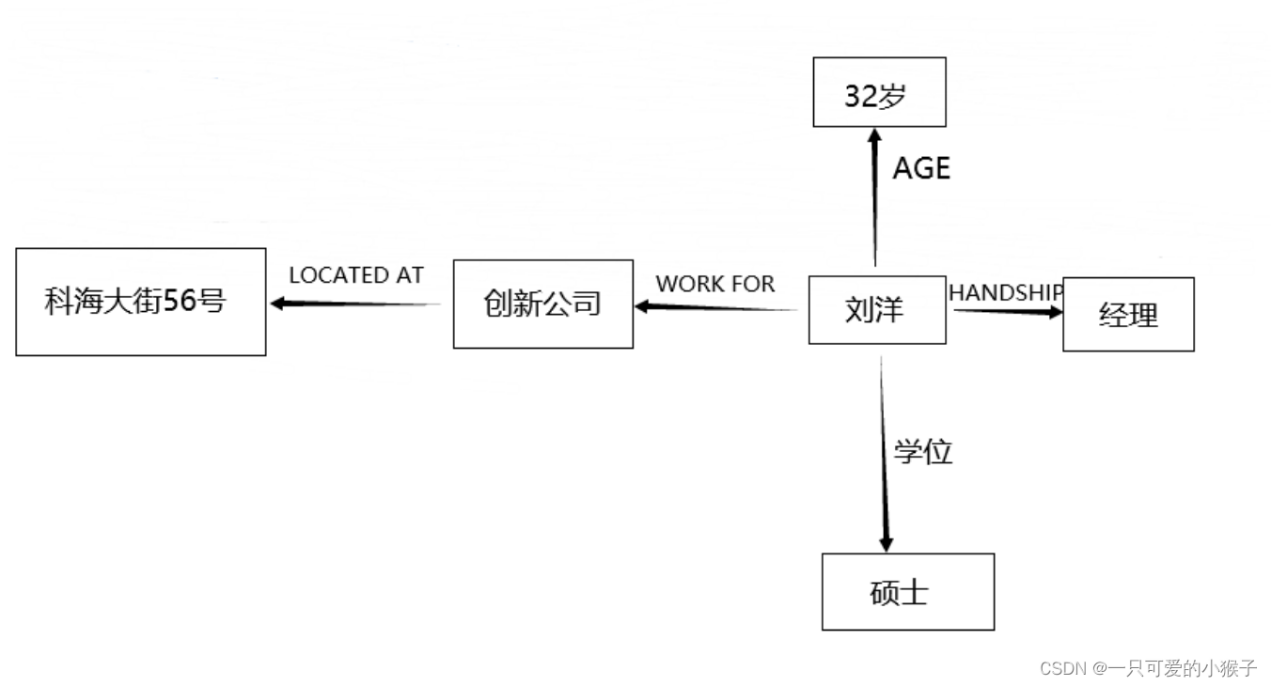 32岁
AGE
科海大街56号
LOCATED AT
创新公司
WORK FOR
刘洋
HANDSHIP
经理
学位
硕士
CSDN @一只可爱的小猴子